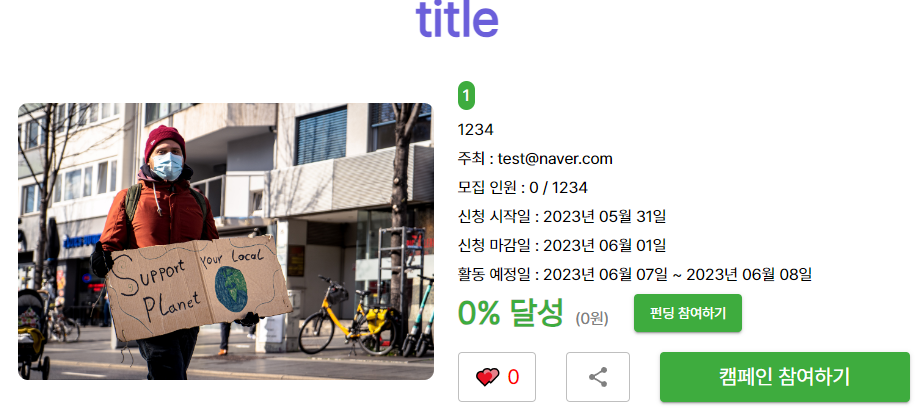 title
1
1234
주최 : test@naver.com
모집 인원 : 0 / 1234
신청 시작일 : 2023년 05월 31일
신청 마감일 : 2023년 06월 01일
활동 예정일 : 2023년 06월 07일 ~ 2023년 06월 08일
0% 달성 (0원) 펀딩 참여하기
0 캠페인 참여하기
Support your Local
Planet